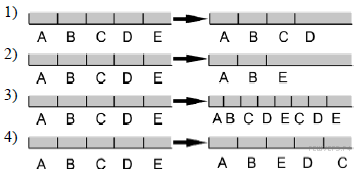 1)
A B C D E A B C D
2)
A B C D E A B E
3)
A B C D E A B C D E C D E
4)
A B C D E A B E D C